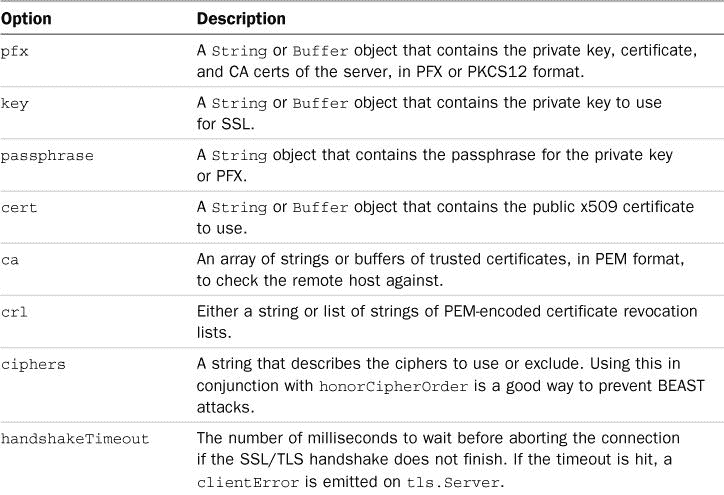 Option Description
pfx A String or Buffer object that contains the private key, certificate,
and CA certs of the server, in PFX or PKCS12 format.
key A String or Buffer object that contains the private key to use
for SSL.
passphrase A String object that contains the passphrase for the private key
or PFX.
cert A String or Buffer object that contains the public x509 certificate
to use.
ca An array of strings or buffers of trusted certificates, in PEM format,
to check the remote host against.
crl Either a string or list of strings of PEM-encoded certificate revocation
lists.
ciphers A string that describes the ciphers to use or exclude. Using this in
conjunction with honorCipherOrder is a good way to prevent BEAST
attacks.
handshakeTimeout The number of milliseconds to wait before aborting the connection
if the SSL/TLS handshake does not finish. If the timeout is hit, a
clientError is emitted on tls.Server.